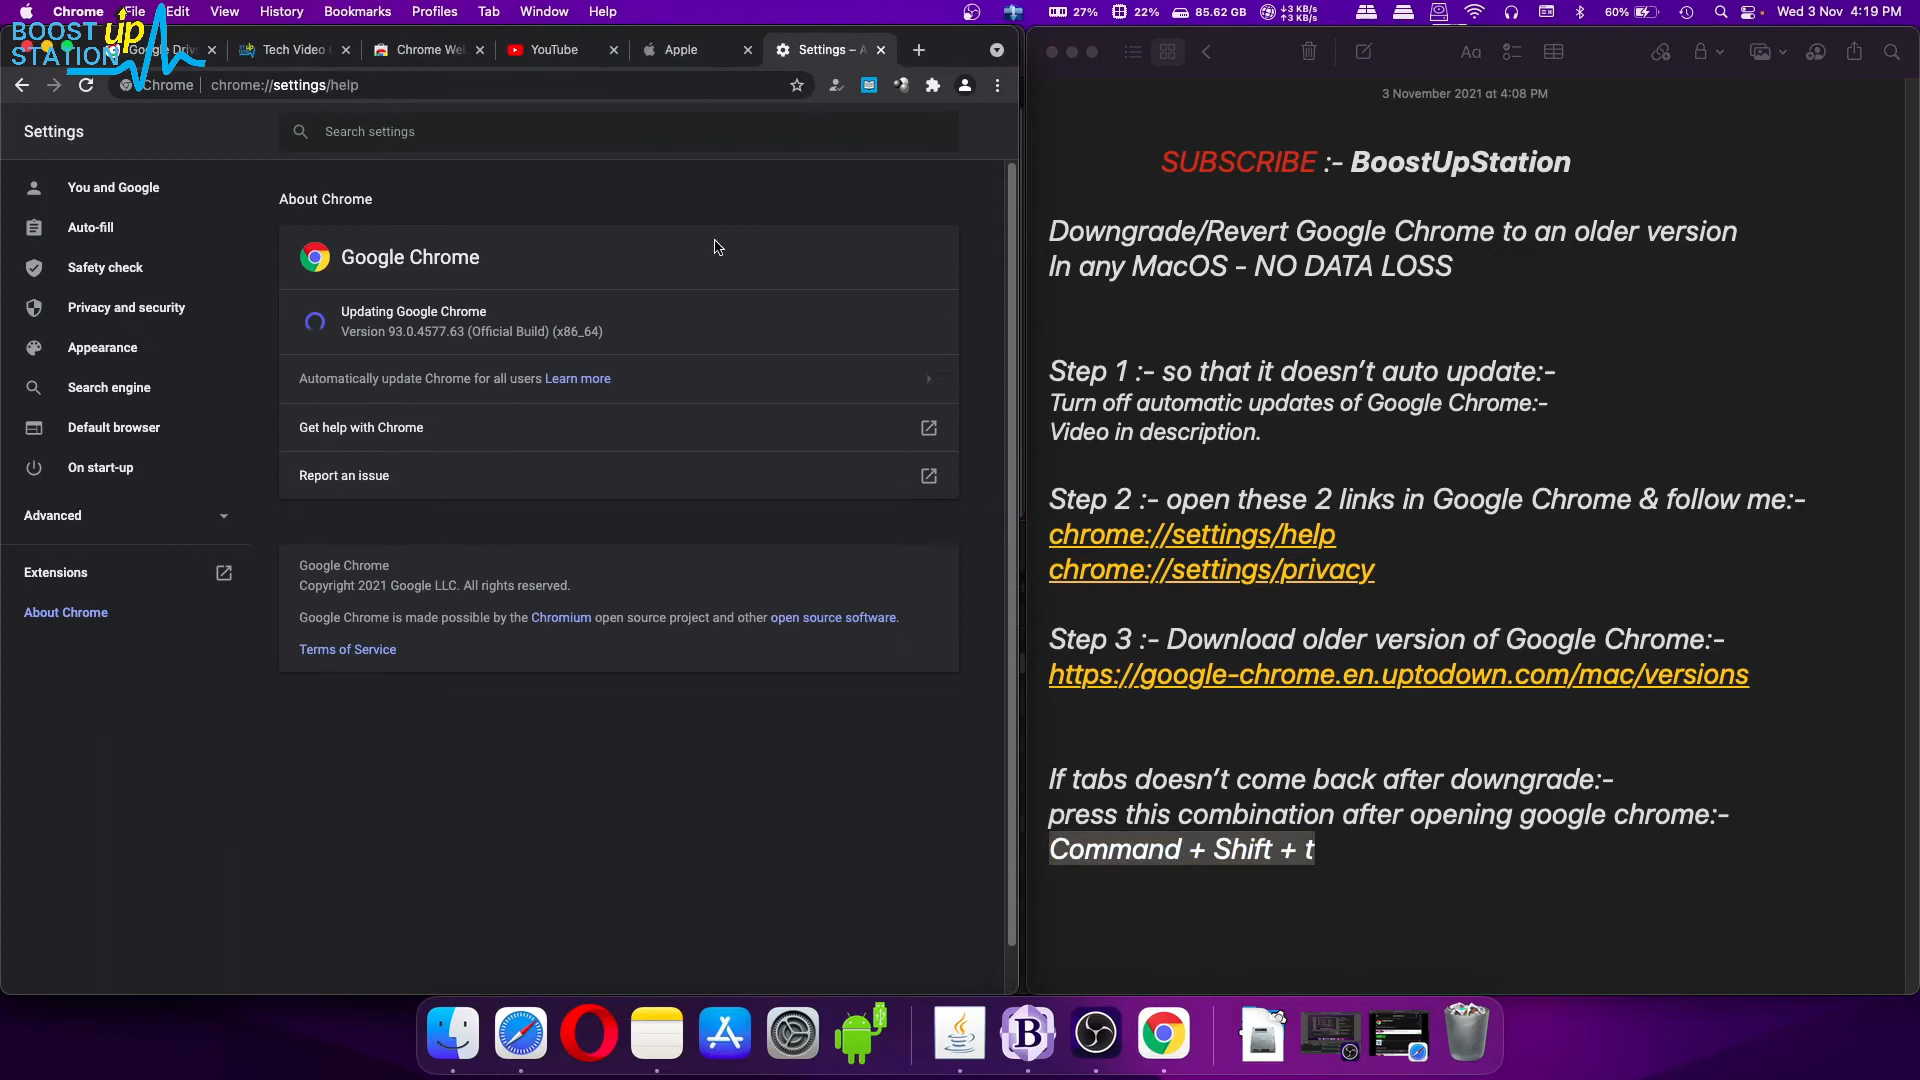 Chrome File Edit View History Bookmarks Profiles Tab Window Help
27% 22% 85.62 GB 3 KB/s 3 KB/s 60% Wed 3 Nov 4:19 PM
BOOST up
STATION
Google Drive Tech Video Chrome We YouTube Apple Settings – A
Chrome chrome://settings/help
Aa
Settings
Search settings
You and Google
Auto-fill
Safety check
Privacy and security
Appearance
Search engine
Default browser
On start-up
Advanced
Extensions
About Chrome
About Chrome
Google Chrome
Updating Google Chrome
Version 93.0.4577.63 (Official Build) (x86_64)
Automatically update Chrome for all users Learn more
Get help with Chrome
Report an issue
Google Chrome
Copyright 2021 Google LLC. All rights reserved.
Google Chrome is made possible by the Chromium open source project and other open source software.
Terms of Service
3 November 2021 at 4:08 PM
SUBSCRIBE :- BoostUpStation
Downgrade/Revert Google Chrome to an older version
In any MacOS - NO DATA LOSS
Step 1 :- so that it doesn't auto update:-
Turn off automatic updates of Google Chrome:-
Video in description.
Step 2 :- open these 2 links in Google Chrome & follow me:-
chrome://settings/help
chrome://settings/privacy
Step 3 :- Download older version of Google Chrome:-
https://google-chrome.en.uptodown.com/mac/versions
If tabs doesn't come back after downgrade:-
press this combination after opening google chrome:-
Command + Shift + t
B